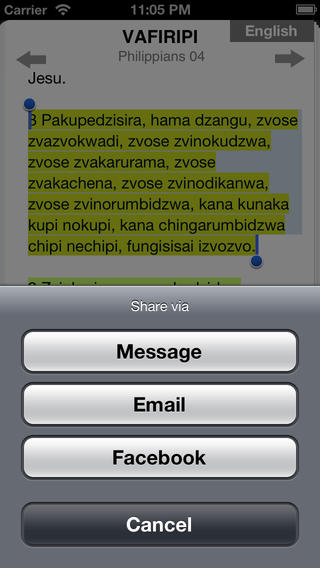 Carrier 11:05 PM
VAFIRIPI English
Philippians 04
Jesu.
8 Pakupedzisira, hama dzangu, zvose
zvazvokwadi, zvose zvinokudzwa,
zvose zvakarurama, zvose
zvakachena, zvose zvinodikanwa,
zvose zvinorumbidzwa, kana kunaka
kupi nokupi, kana chingarumbidzwa
chipi nechipi, fungisisai izvozvo.
Share via
Message
Email
Facebook
Cancel